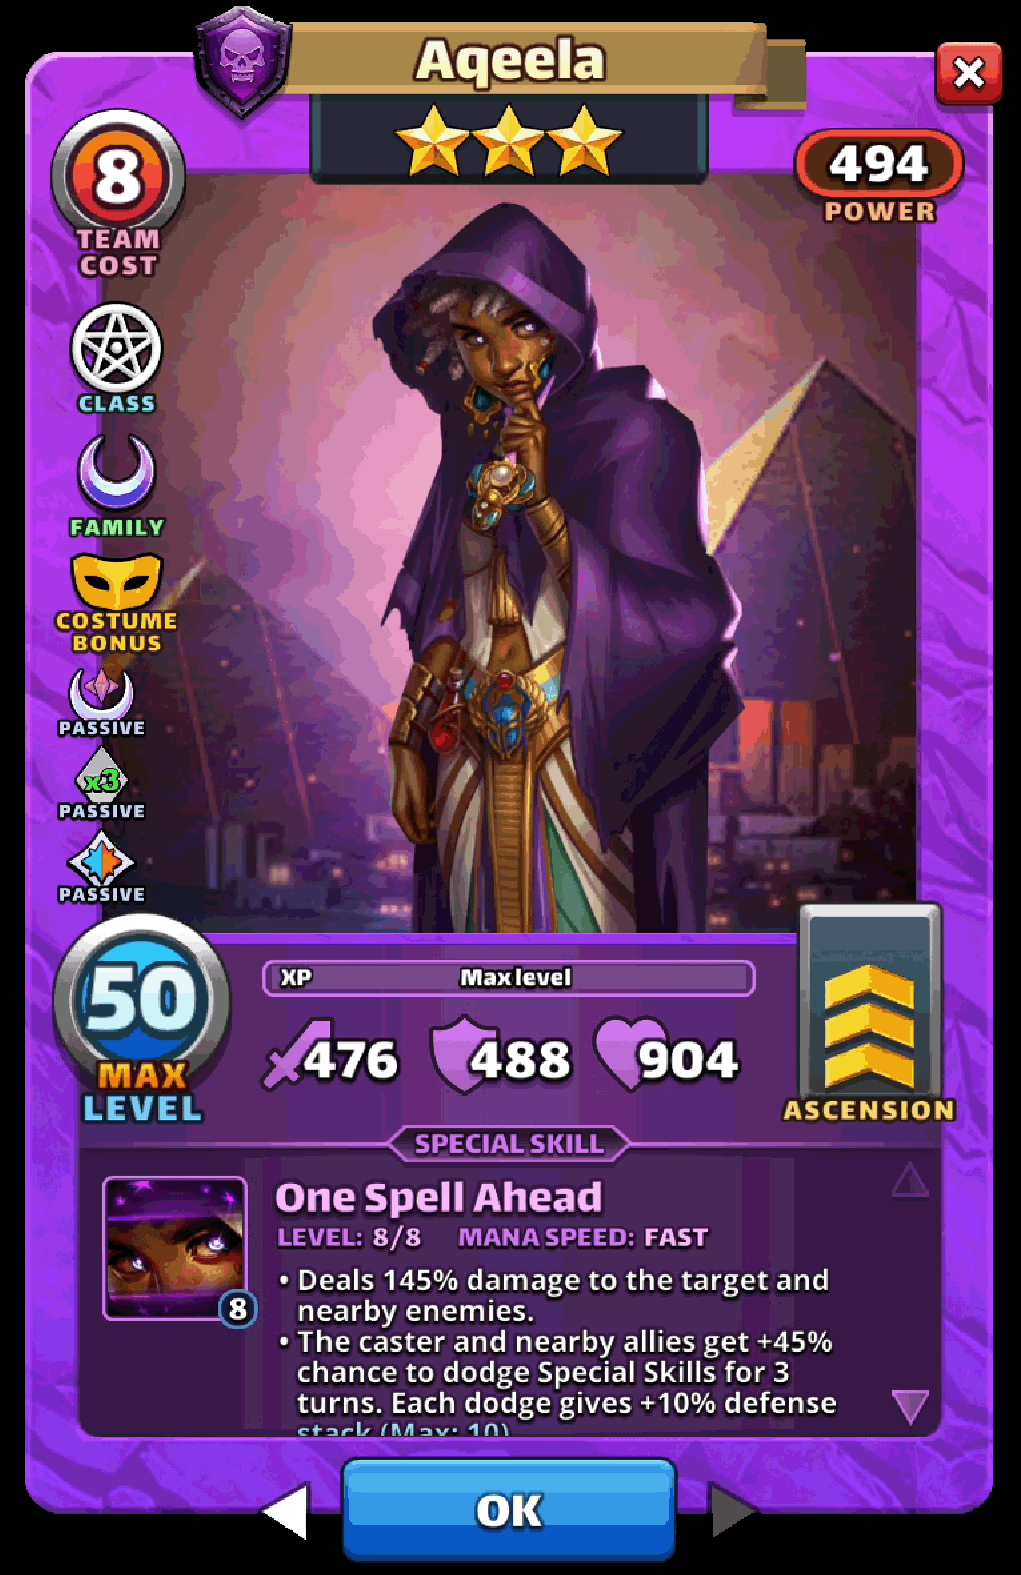 Aqeela
8
TEAM
COST
494
POWER
CLASS
FAMILY
COSTUME
BONUS
PASSIVE
x3
PASSIVE
PASSIVE
50
MAX
LEVEL
XP
Max level
476
488
904
ASCENSION
SPECIAL SKILL
One Spell Ahead
LEVEL: 8/8 MANA SPEED: FAST
8
• Deals 145% damage to the target and
nearby enemies.
• The caster and nearby allies get +45%
chance to dodge Special Skills for 3
turns. Each dodge gives +10% defense
stack (Max: 10)
OK